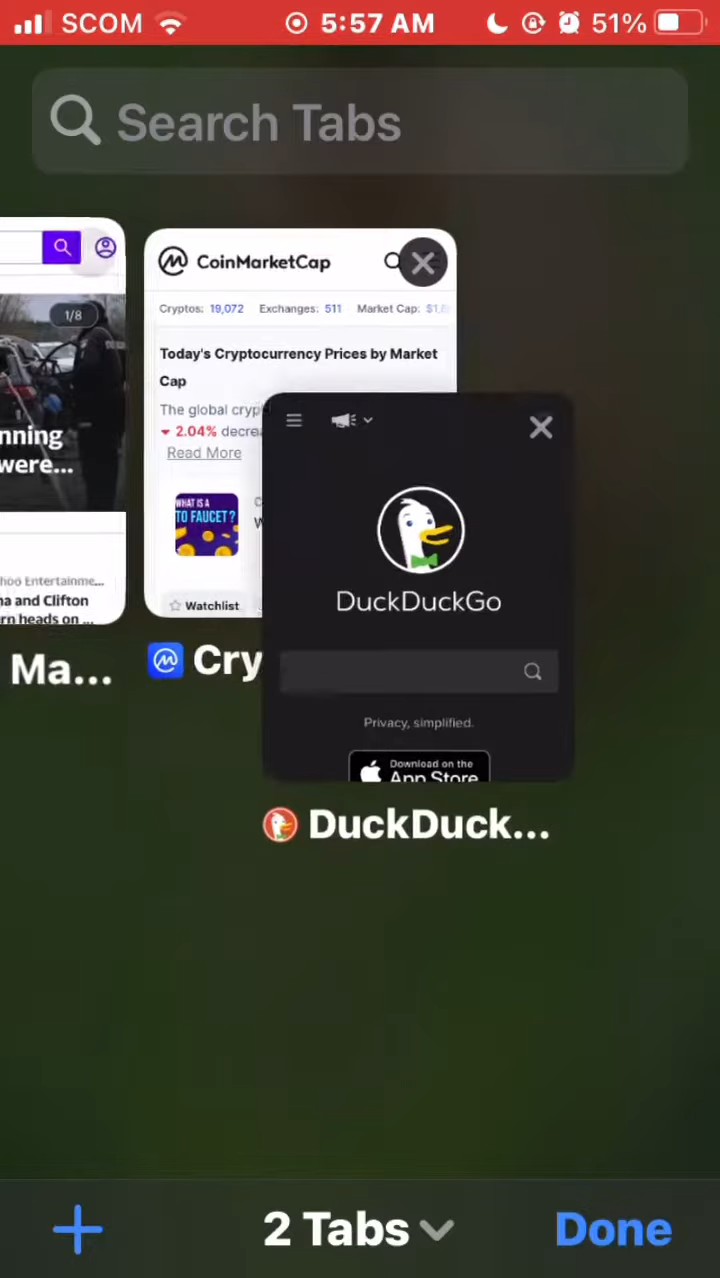 SCOM 5:57 AM 51%
Search Tabs
1/8
nning
were...
hoo Entertainme...
na and Clifton
rn heads on ...
Ma...
CoinMarketCap
Cryptos: 19,072 Exchanges: 511 Market Cap:
Today's Cryptocurrency Prices by Market
Cap
The global cryp
2.04% decrea
Read More
WHAT IS A
TO FAUCET?
Watchlist
Cry
DuckDuckGo
Privacy, simplified.
Download on the
App Store
DuckDuck...
2 Tabs
Done